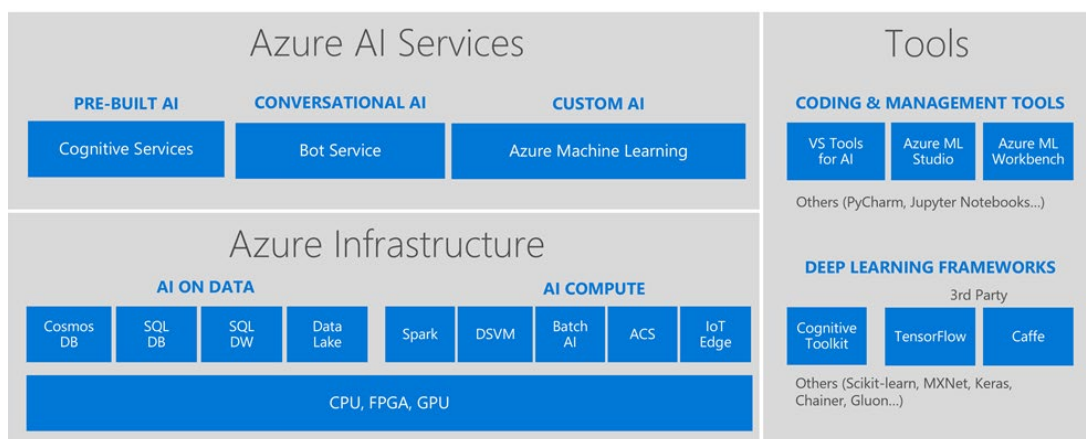 Azure AI Services
PRE-BUILT AI
CONVERSATIONAL AI
CUSTOM AI
Cognitive Services
Bot Service
Azure Machine Learning
Azure Infrastructure
AI ON DATA
AI COMPUTE
Cosmos
DB
SQL
DB
SQL
DW
Data
Lake
Spark
DSVM
Batch
AI
ACS
IoT
Edge
CPU, FPGA, GPU
Tools
CODING & MANAGEMENT TOOLS
VS Tools
for AI
Azure ML
Studio
Azure ML
Workbench
Others (PyCharm, Jupyter Notebooks...)
DEEP LEARNING FRAMEWORKS
3rd Party
Cognitive
Toolkit
TensorFlow
Caffe
Others (Scikit-learn, MXNet, Keras,
Chainer, Gluon...)